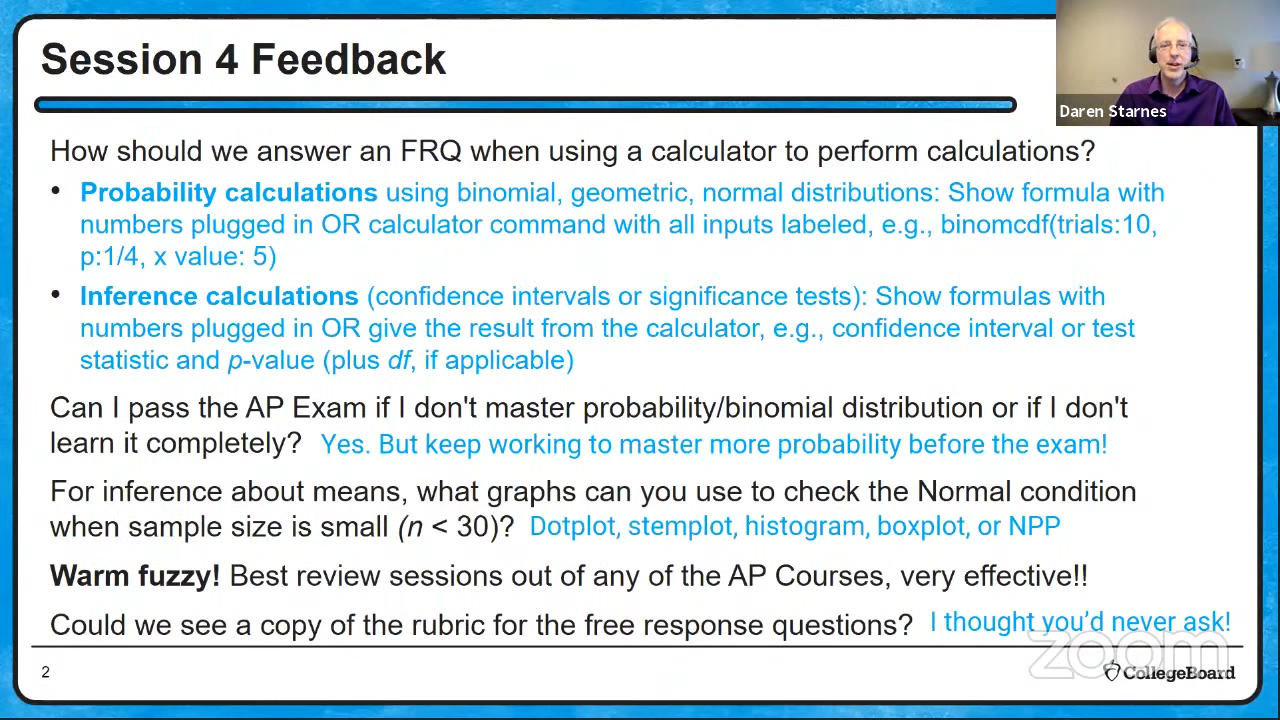 Session 4 Feedback
Daren Starnes
How should we answer an FRQ when using a calculator to perform calculations?
• Probability calculations using binomial, geometric, normal distributions: Show formula with
numbers plugged in OR calculator command with all inputs labeled, e.g., binomcdf(trials:10,
p:1/4, x value: 5)
• Inference calculations (confidence intervals or significance tests): Show formulas with
numbers plugged in OR give the result from the calculator, e.g., confidence interval or test
statistic and p-value (plus df, if applicable)
Can I pass the AP Exam if I don't master probability/binomial distribution or if I don't
learn it completely? Yes. But keep working to master more probability before the exam!
For inference about means, what graphs can you use to check the Normal condition
when sample size is small (n < 30)? Dotplot, stemplot, histogram, boxplot, or NPP
Warm fuzzy! Best review sessions out of any of the AP Courses, very effective!!
Could we see a copy of the rubric for the free response questions? I thought you’d never ask!
zoom
2
CollegeBoard